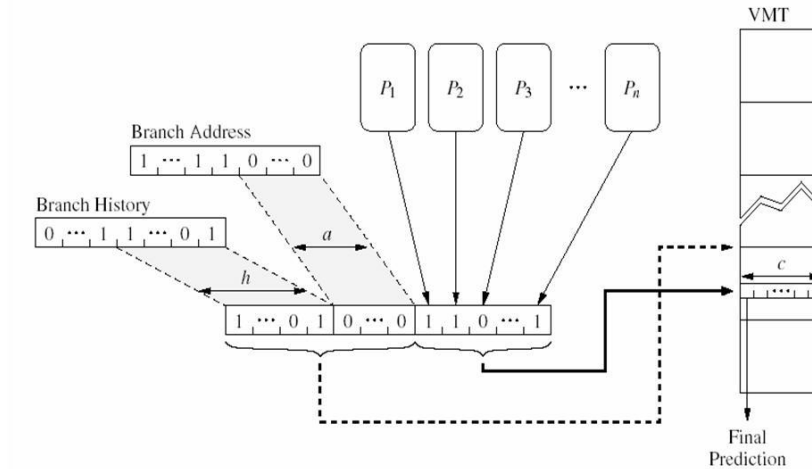 VMT
P1 P2 P3 ... Pn
Branch Address
1 ... 1 1 0 ... 0
Branch History
0 ... 1 1 ... 0 1
a
h
c
...
1 ... 0 1 0 ... 0 1 1 0 ... 1
Final
Prediction